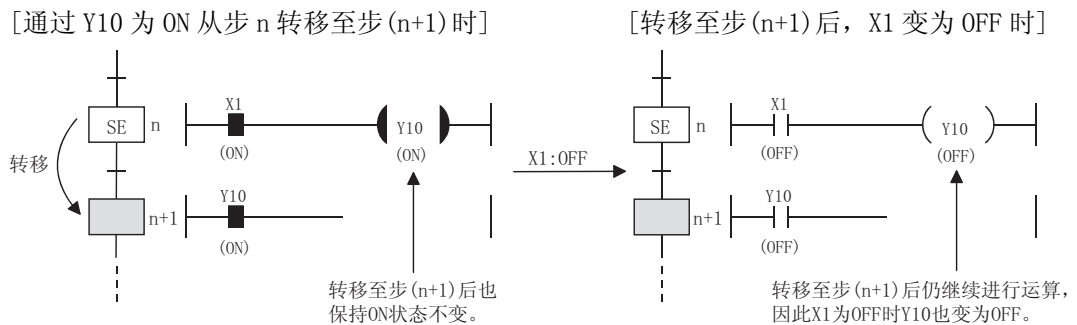 [通过 Y10 为 ON 从步 n 转移至步(n+1)时]
[转移至步(n+1)后，X1 变为 OFF 时]
X1
SE
n
Y10
(ON)
(ON)
转移
Y10
n+1
(ON)
转移至步(n+1)后也
保持ON状态不变。
X1:OFF
X1
SE
n
Y10
(OFF)
(OFF)
Y10
n+1
(OFF)
转移至步(n+1)后仍继续进行运算，
因此X1为OFF时Y10也变为OFF。